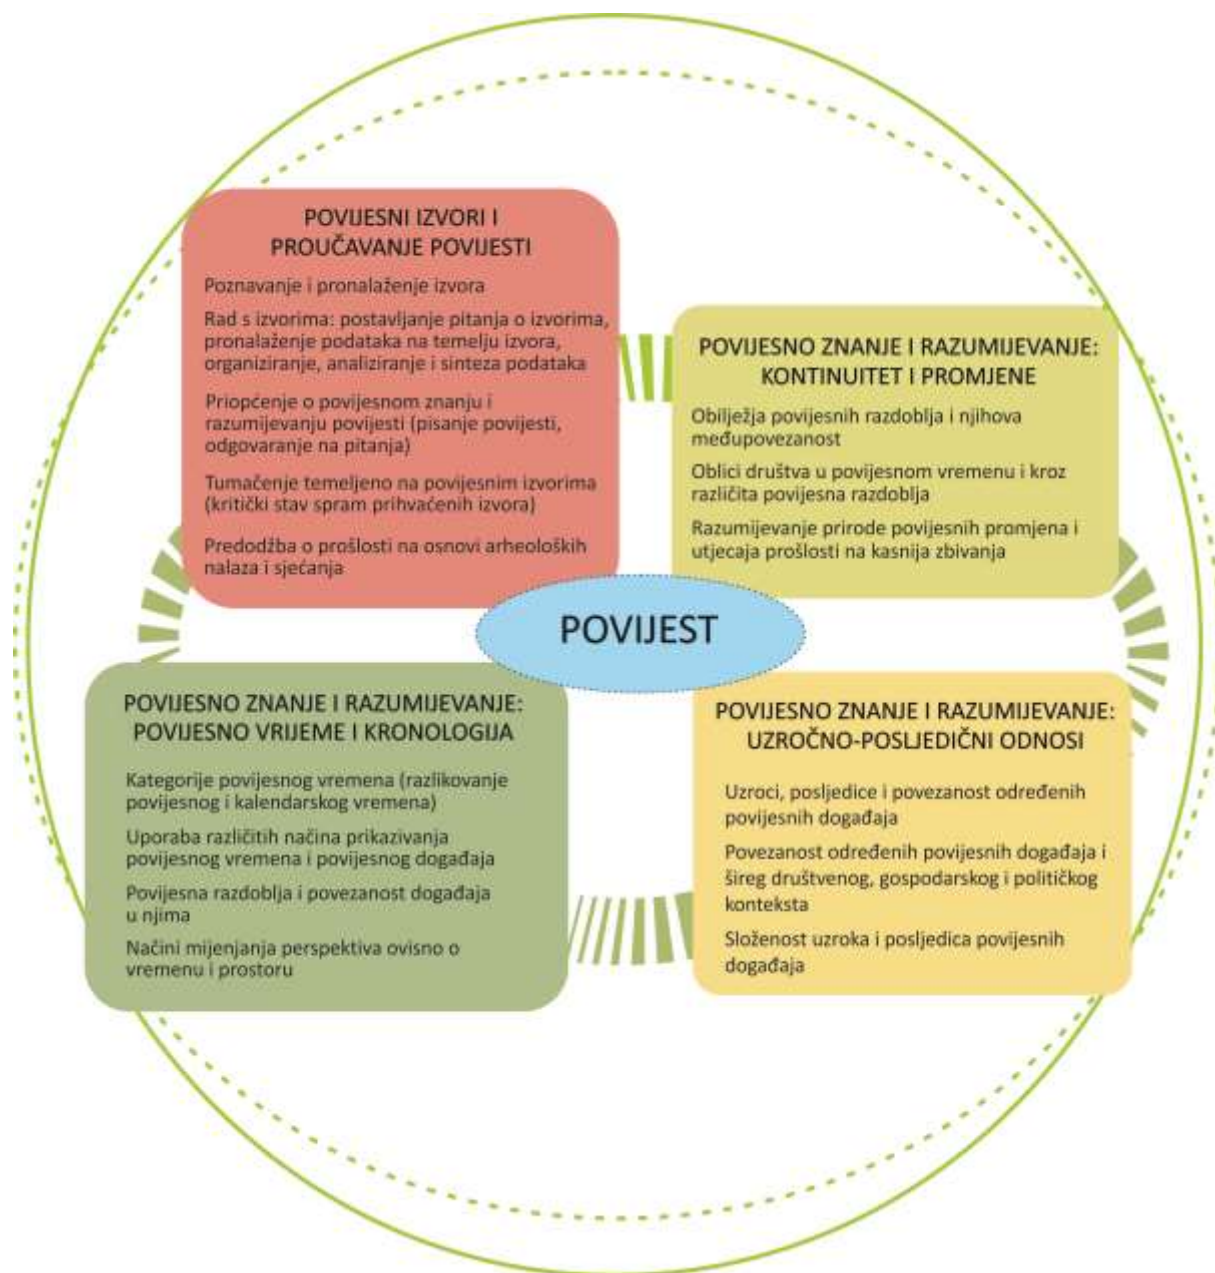 POVIJESNI IZVORI I
PROUČAVANJE POVIJESTI
Poznavanje i pronalaženje izvora
Rad s izvorima: postavljanje pitanja o izvorima,
pronalaženje podataka na temelju izvora,
organiziranje, analiziranje i sinteza podataka
Priopćenje o povijesnom znanju i
razumijevanju povijesti (pisanje povijesti,
odgovaranje na pitanja)
Tumačenje temeljeno na povijesnim izvorima
(kritički stav spram prihvaćenih izvora)
Predodžba o prošlosti na osnovi arheoloških
nalaza i sjećanja
POVIJESNO ZNANJE I RAZUMIJEVANJE:
KONTINUITET I PROMJENE
Obilježja povijesnih razdoblja i njihova
međupovezanost
Oblici društva u povijesnom vremenu i kroz
različita povijesna razdoblja
Razumijevanje prirode povijesnih promjena i
utjecaja prošlosti na kasnija zbivanja
POVIJEST
POVIJESNO ZNANJE I RAZUMIJEVANJE:
POVIJESNO VRIJEME I KRONOLOGIJA
Kategorije povijesnog vremena (razlikovanje
povijesnog i kalendarskog vremena)
Uporaba različitih načina prikazivanja
povijesnog vremena i povijesnog događaja
Povijesna razdoblja i povezanost događaja
u njima
Načini mijenjanja perspektiva ovisno o
vremenu i prostoru
POVIJESNO ZNANJE I RAZUMIJEVANJE:
UZROČNO-POSLJEDIČNI ODNOSI
Uzroci, posljedice i povezanost određenih
povijesnih događaja
Povezanost određenih povijesnih događaja i
šireg društvenog, gospodarskog i političkog
konteksta
Složenost uzroka i posljedica povijesnih
događaja